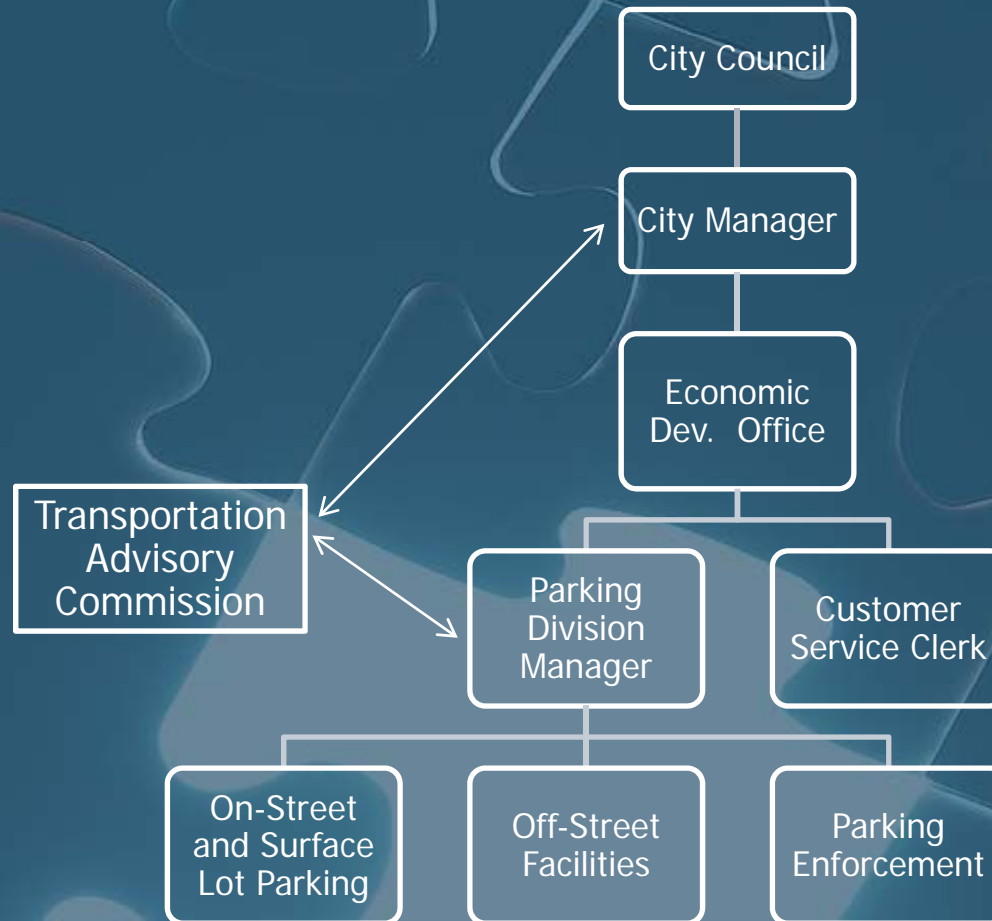 City Council
City Manager
Economic
Dev. Office
Transportation
Advisory
Commission
Parking
Division
Manager
Customer
Service Clerk
On-Street
and Surface
Lot Parking
Off-Street
Facilities
Parking
Enforcement